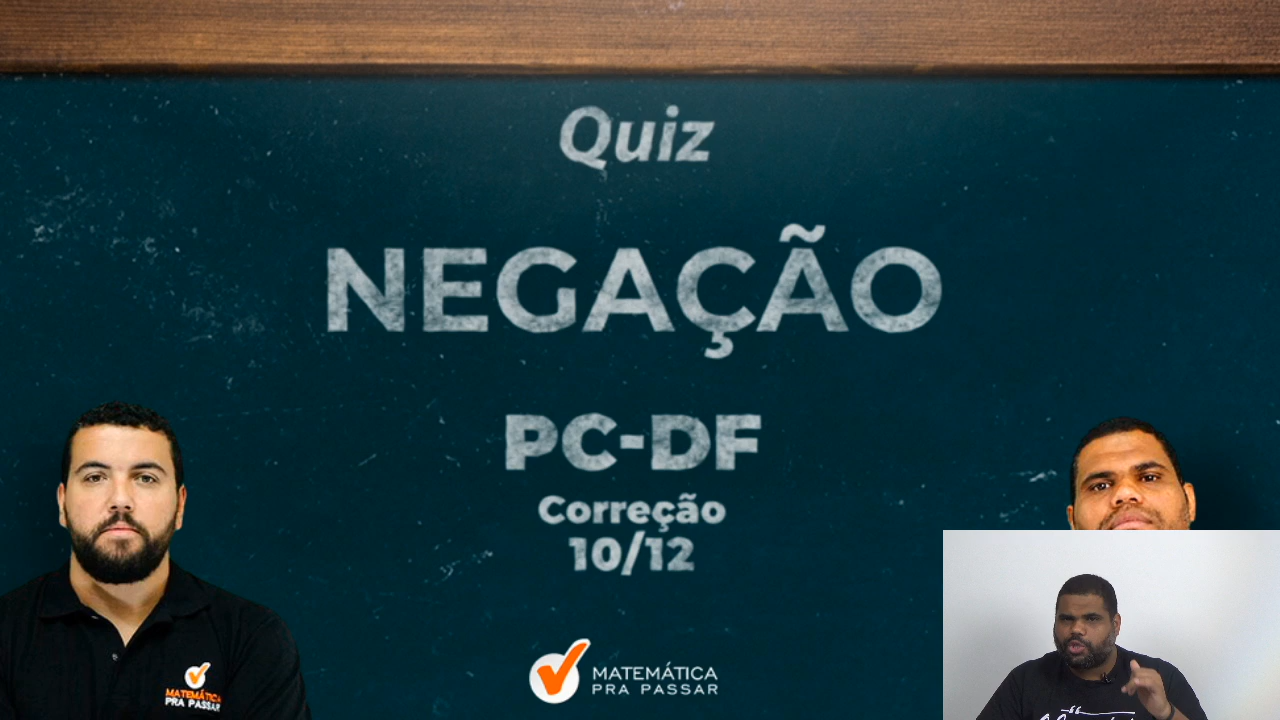 Quiz
NEGAÇÃO
PC-DF
Correção
10/12
MATEMÁTICA
PRA PASSAR
MATEMÁTICA
PRA PASSAR